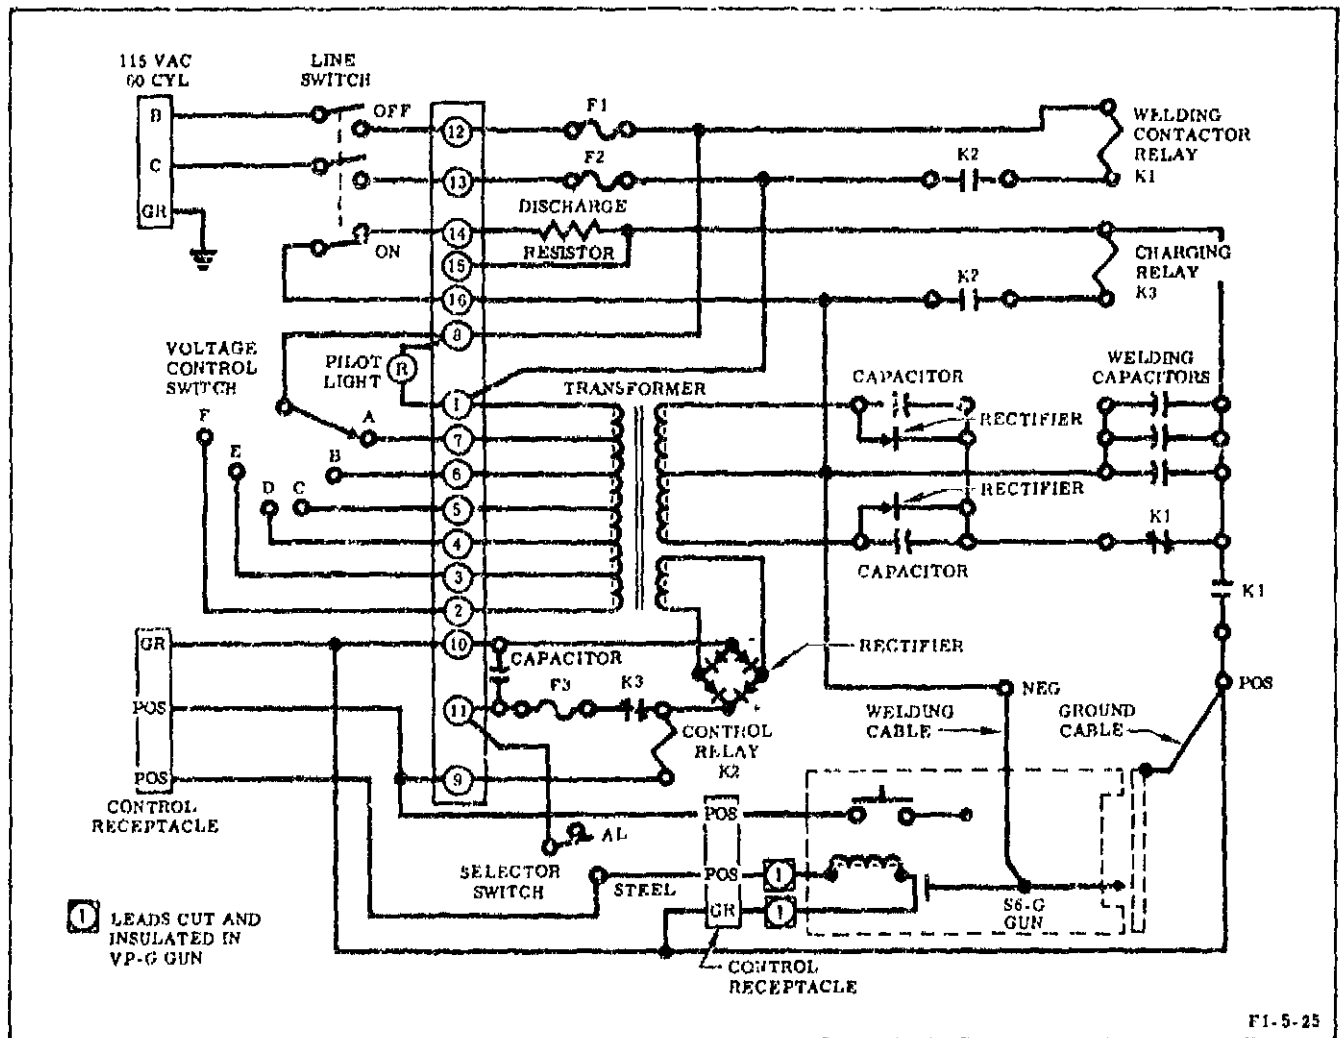 115 VAC
60 CYL
LINE
SWITCH
B
C
GR
OFF
ON
12
13
14
15
16
8
1
7
6
5
4
3
2
10
11
9
F1
F2
DISCHARGE
RESISTOR
K2
WELDING
CONTACTOR
RELAY
K1
K2
CHARGING
RELAY
K3
VOLTAGE
CONTROL
SWITCH
PILOT
LIGHT
R
F
E
D
C
B
A
TRANSFORMER
CAPACITOR
RECTIFIER
WELDING
CAPACITORS
RECTIFIER
CAPACITOR
K1
K1
GR
POS
POS
CONTROL
RECEPTACLE
CAPACITOR
F3
K3
-
+
RECTIFIER
CONTROL
RELAY
K2
NEG
POS
WELDING
CABLE
GROUND
CABLE
SELECTOR
SWITCH
AL
STEEL
POS
POS
GR
1
1
S6-G
GUN
CONTROL
RECEPTACLE
1
LEADS CUT AND
INSULATED IN
VP-G GUN
F1-5-25